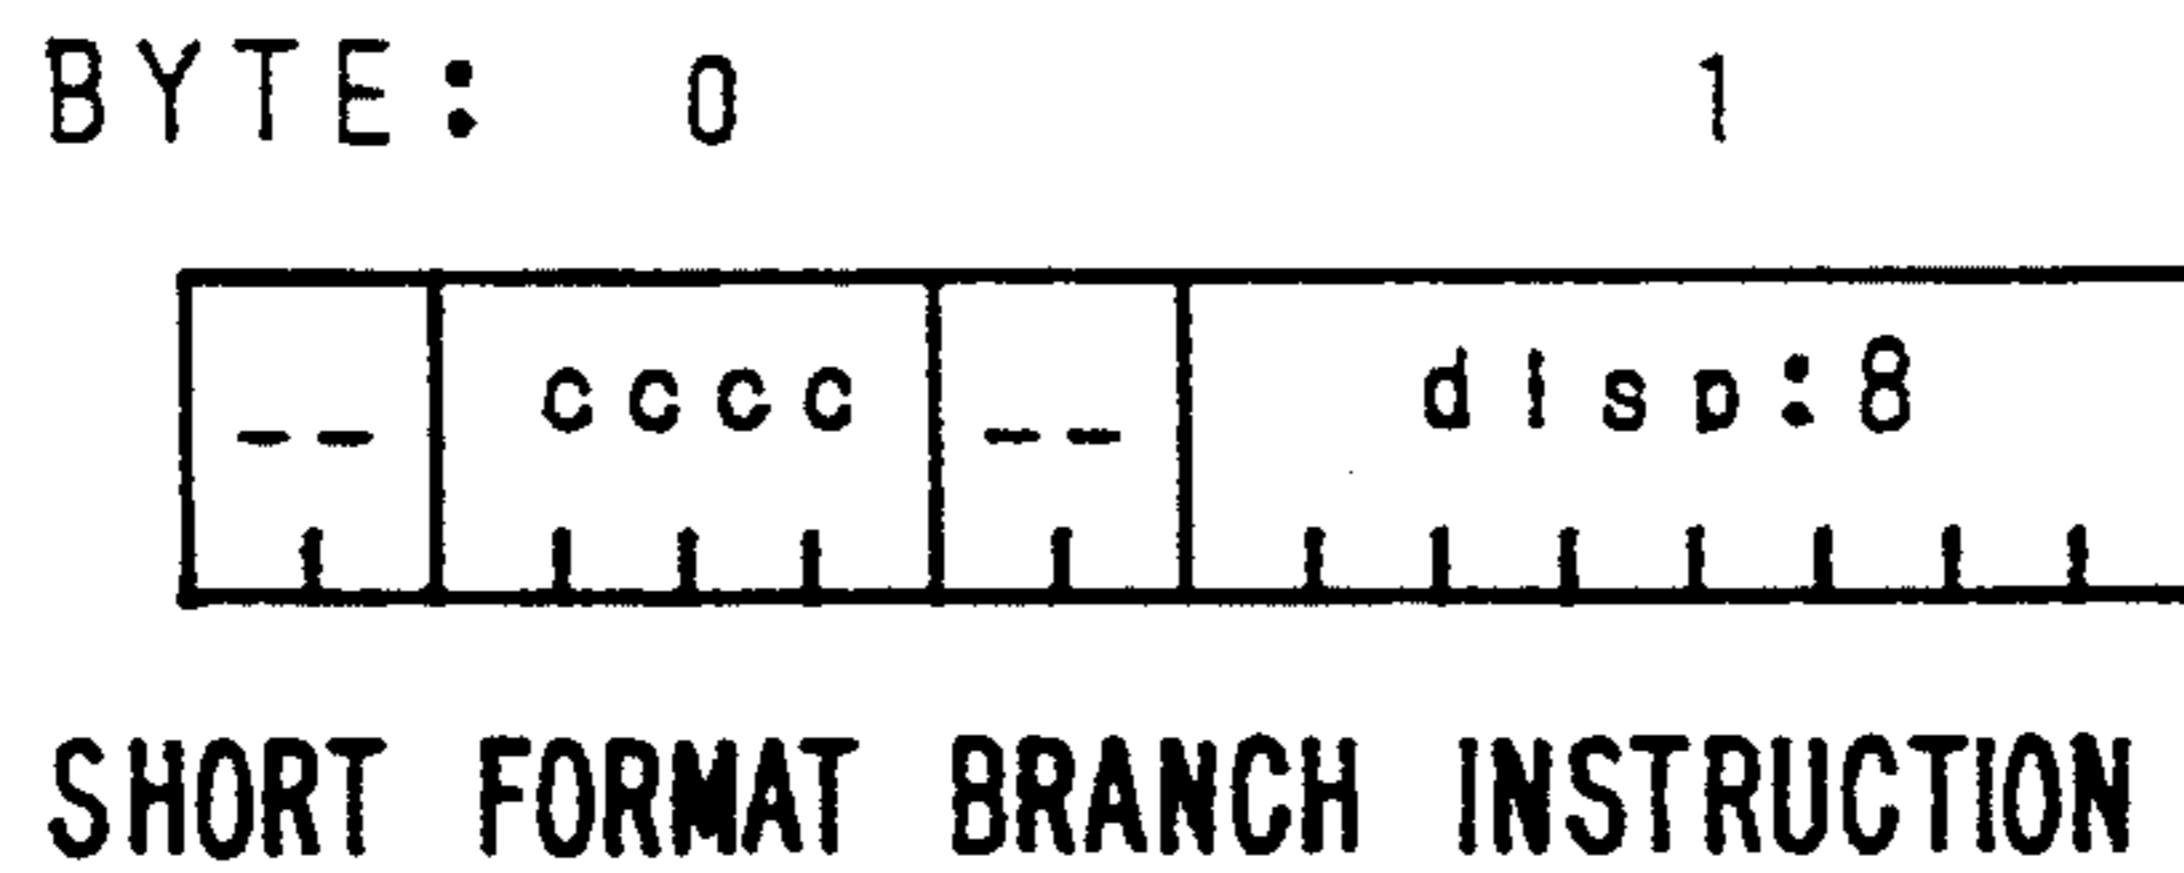 BYTE: 0 1
-- cccc -- disp:8
SHORT FORMAT BRANCH INSTRUCTION